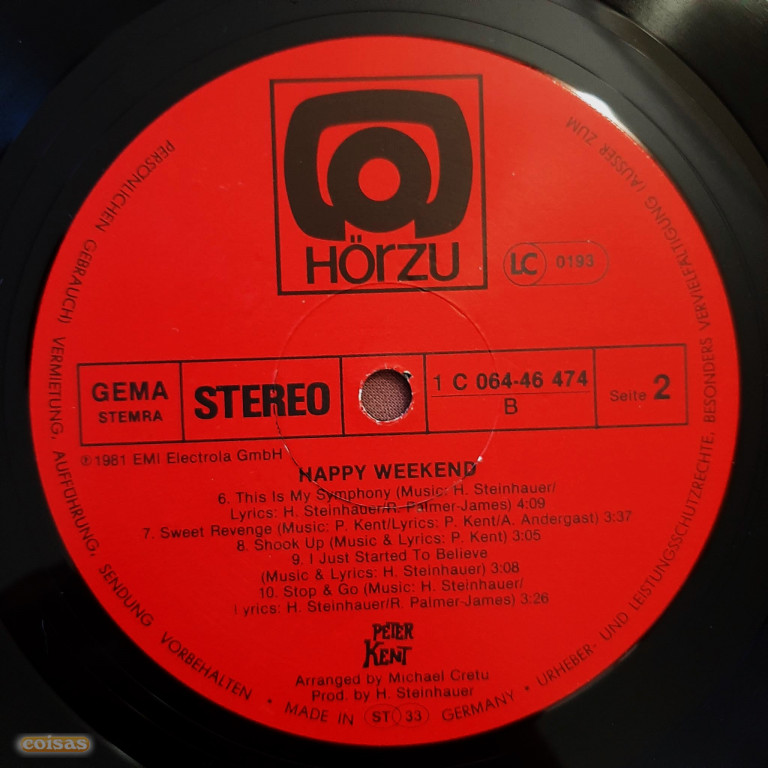 HÖRZU
LC 0193
GEMA
STEMRA
STEREO
1 C 064-46 474
B
Seite 2
℗1981 EMI Electrola GmbH
HAPPY WEEKEND
6. This Is My Symphony (Music: H. Steinhauer/
Lyrics: H. Steinhauer/R. Palmer-James) 4:09
7. Sweet Revenge (Music: P. Kent/Lyrics: P. Kent/A. Andergast) 3:37
8. Shook Up (Music & Lyrics: P. Kent) 3:05
9. I Just Started To Believe
(Music & Lyrics: H. Steinhauer) 3:08
10. Stop & Go (Music: H. Steinhauer/
Lyrics: H. Steinhauer/R. Palmer-James) 3:26
PETER
KENT
Arranged by Michael Cretu
Prod. by H. Steinhauer
• MADE IN ST 33 GERMANY • URHEBER- UND LEISTUNGSSCHUTZRECHTE, BESONDERS VERVIELFÄLTIGUNG (AUSSER ZUM PERSÖNLICHEN GEBRAUCH) VERMIETUNG, AUFFÜHRUNG, SENDUNG VORBEHALTEN
coisas